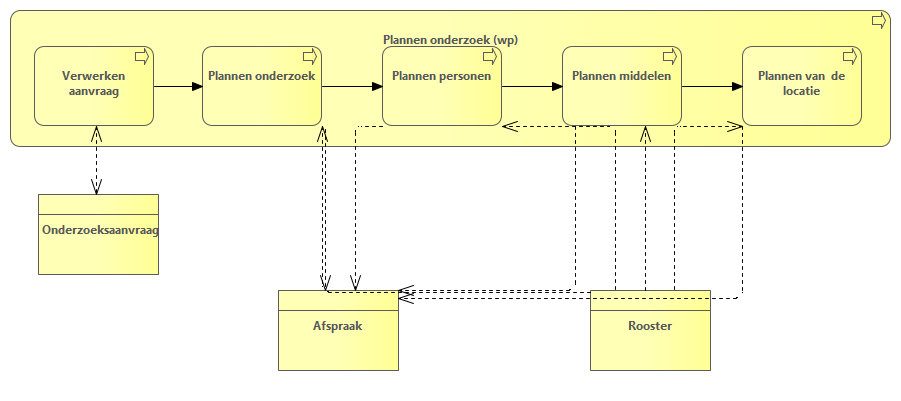 Plannen onderzoek (wp)
Verwerken
aanvraag
Plannen onderzoek
Plannen personen
Plannen middelen
Plannen van  de
locatie
Onderzoeksaanvraag
Afspraak
Rooster